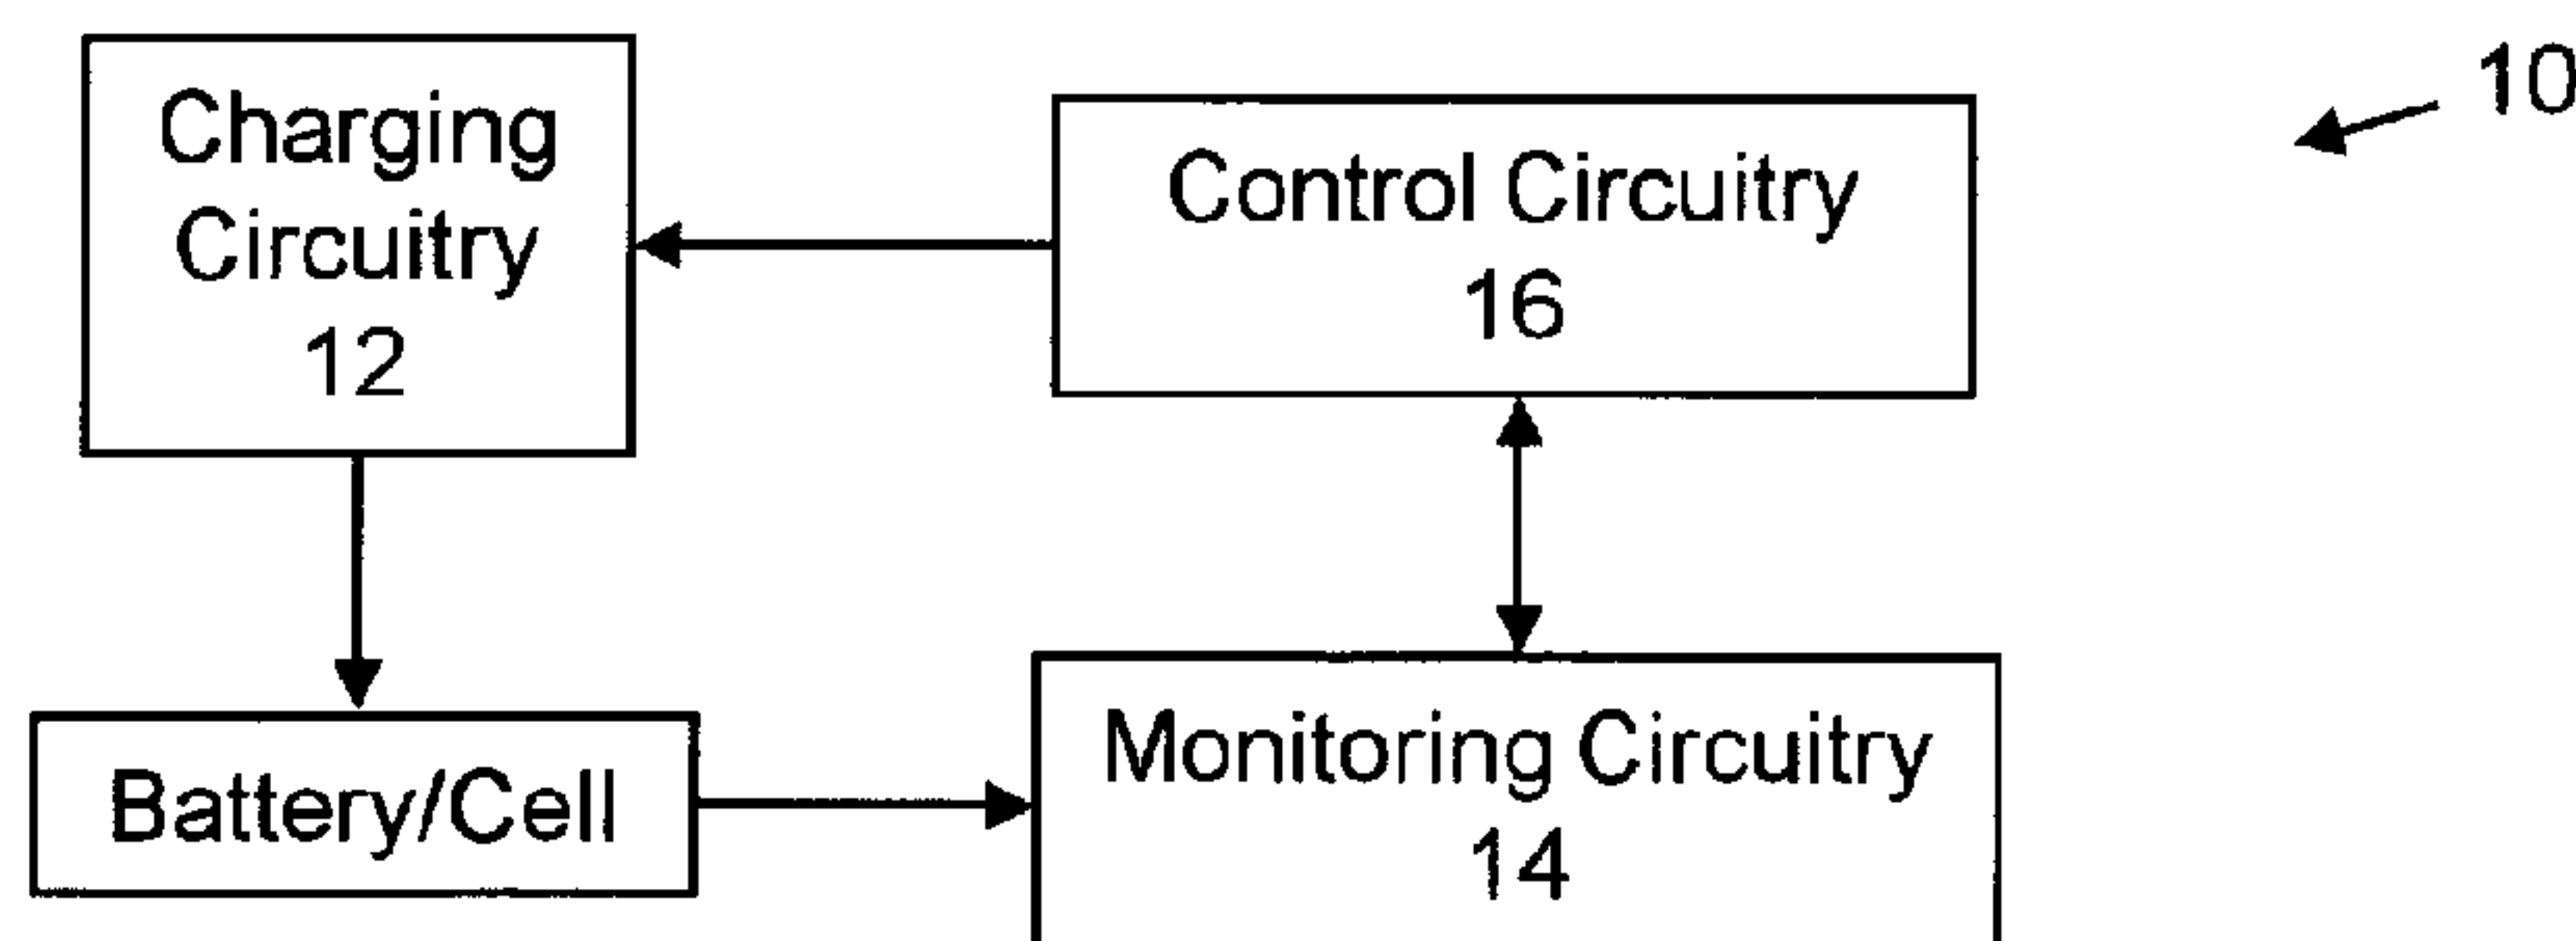 Charging
Circuitry
12
Control Circuitry
16
10
Battery/Cell
Monitoring Circuitry
14